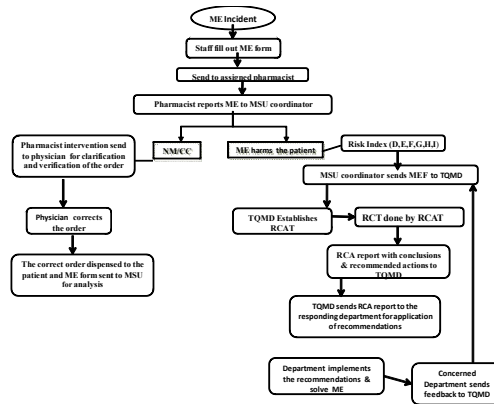 ME Incident
Staff fill out ME form
Send to assigned pharmacist
Pharmacist reports ME to MSU coordinator
Pharmacist intervention send
to physician for clarification
and verification of the order
NM/CC
ME harms the patient
Risk Index (D,E,F,G,H,I)
MSU coordinator sends MEF to TQMD
Physician corrects
the order
TQMD Establishes
RCAT
RCT done by RCAT
The correct order dispensed to the
patient and ME form sent to MSU
for analysis
RCA report with conclusions
& recommended actions to
TQMD
TQMD sends RCA report to the
responding department for application
of recommendations
Department implements
the recommendations &
solve ME
Concerned
Department sends
feedback to TQMD